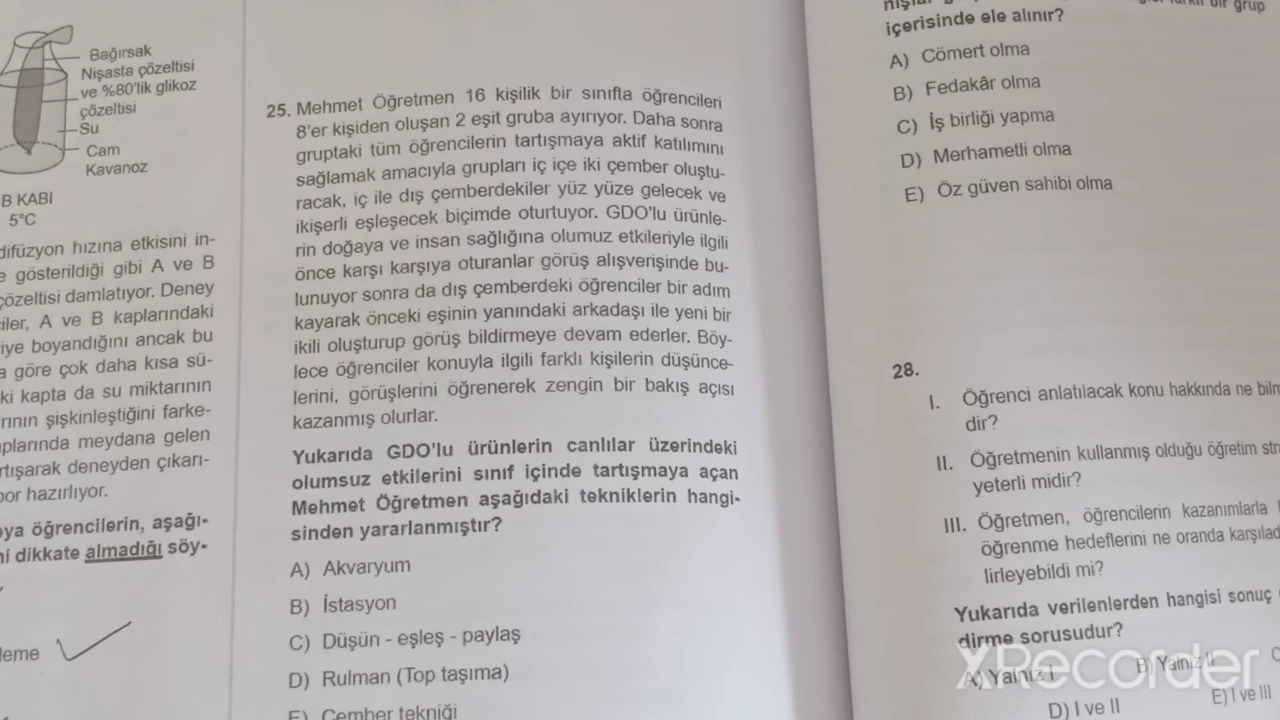 Bağırsak
Nişasta çözeltisi
ve %80'lik glikoz
çözeltisi
Su
Cam
Kavanoz
B KABI
5°C
difüzyon hızına etkisini in-
gösterildiği gibi A ve B
çözeltisi damlatıyor. Deney
A ve B kaplarındaki
boyandığını ancak bu
göre çok daha kısa sü-
kapta da su miktarının
şişkinleştiğini farke-
meydana gelen
deneyden çıkarı-
hazırlıyor.
öğrencilerin, aşağı-
dikkate almadığı söy-
25. Mehmet Öğretmen 16 kişilik bir sınıfta öğrencileri
8'er kişiden oluşan 2 eşit gruba ayırıyor. Daha sonra
gruptaki tüm öğrencilerin tartışmaya aktif katılımını
sağlamak amacıyla grupları iç içe iki çember oluştu-
racak, iç ile dış çemberdekiler yüz yüze gelecek ve
ikişerli eşleşecek biçimde oturtuyor. GDO'lu ürünle-
rin doğaya ve insan sağlığına olumuz etkileriyle ilgili
önce karşı karşıya oturanlar görüş alışverişinde bu-
lunuyor sonra da dış çemberdeki öğrenciler bir adım
kayarak önceki eşinin yanındaki arkadaşı ile yeni bir
ikili oluşturup görüş bildirmeye devam ederler. Böy-
lece öğrenciler konuyla ilgili farklı kişilerin düşünce-
lerini, görüşlerini öğrenerek zengin bir bakış açısı
kazanmış olurlar.
Yukarıda GDO'lu ürünlerin canlılar üzerindeki
olumsuz etkilerini sınıf içinde tartışmaya açan
Mehmet Öğretmen aşağıdaki tekniklerin hangi-
sinden yararlanmıştır?
A) Akvaryum
B) İstasyon
C) Düşün - eşleş - paylaş
D) Rulman (Top taşıma)
E) Çember tekniği
bir grup
içerisinde ele alınır?
A) Cömert olma
B) Fedakâr olma
C) İş birliği yapma
D) Merhametli olma
E) Öz güven sahibi olma
28.
I. Öğrenci anlatılacak konu hakkında ne
dir?
II. Öğretmenin kullanmış olduğu öğretim
yeterli midir?
III. Öğretmen, öğrencilerin kazanımlarla
öğrenme hedeflerini ne oranda
lirleyebildi mi?
Yukarıda verilenlerden hangisi sonuç
dirme sorusudur?
A) Yalnız I
B) Yalnız II
D) I ve II
E) I ve III
XRecorder